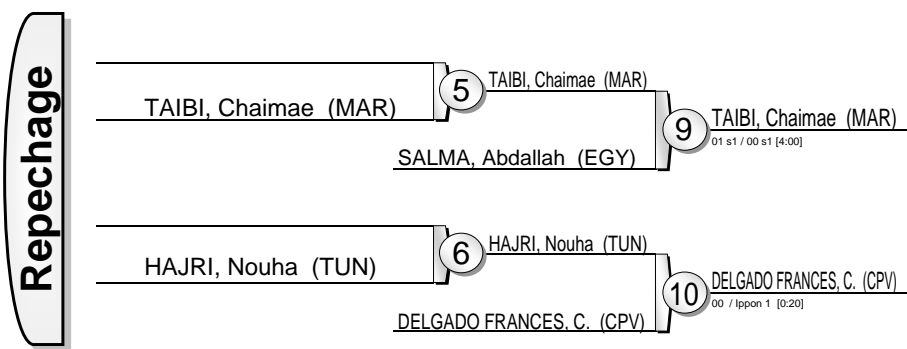 Repechage
TAIBI, Chaimae (MAR)
5
TAIBI, Chaimae (MAR)
SALMA, Abdallah (EGY)
9
TAIBI, Chaimae (MAR)
01 s1 / 00 s1 [4:00]
HAJRI, Nouha (TUN)
6
HAJRI, Nouha (TUN)
DELGADO FRANCES, C. (CPV)
10
DELGADO FRANCES, C. (CPV)
00 / Ippon 1 [0:20]